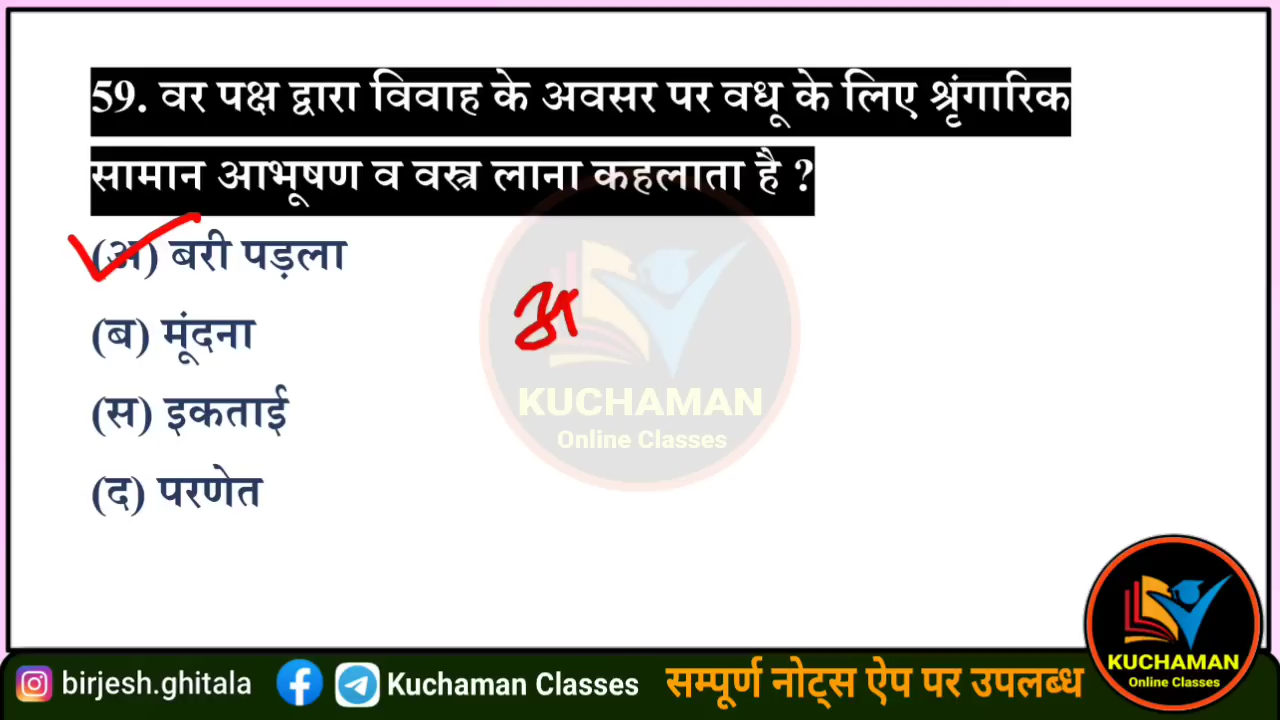 59. वर पक्ष द्वारा विवाह के अवसर पर वधू के लिए श्रृंगारिक
सामान आभूषण व वस्त्र लाना कहलाता है ?
(अ) बरी पड़ला
(ब) मूंदना
(स) इकताई
(द) परणेत
अ
KUCHAMAN
Online Classes
KUCHAMAN
Online Classes
birjesh.ghitala
Kuchaman Classes
सम्पूर्ण नोट्स ऐप पर उपलब्ध